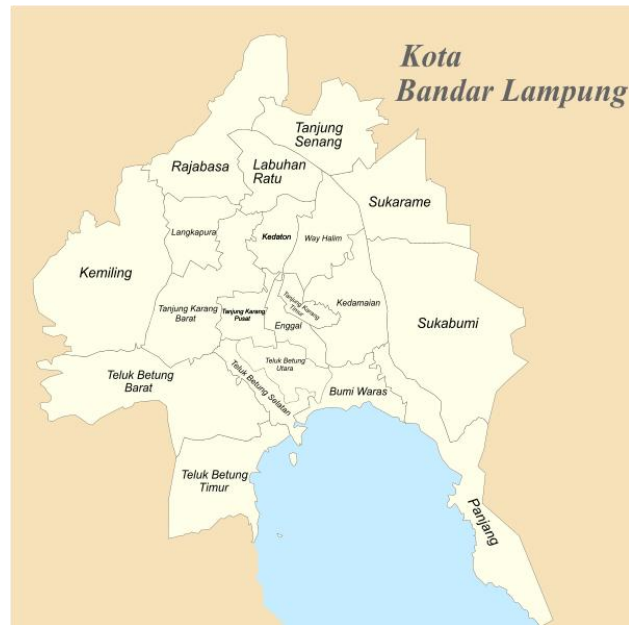 Kota
Bandar Lampung
Tanjung
Senang
Rajabasa
Labuhan
Ratu
Sukarame
Langkapura
Kedaton
Way Halim
Kemiling
Tanjung Karang
Barat
Tanjung Karang
Pusat
Tanjung Karang
Timur
Kedamaian
Enggal
Sukabumi
Teluk Betung
Utara
Teluk Betung
Barat
Teluk Betung Selatan
Bumi Waras
Teluk Betung
Timur
Panjang